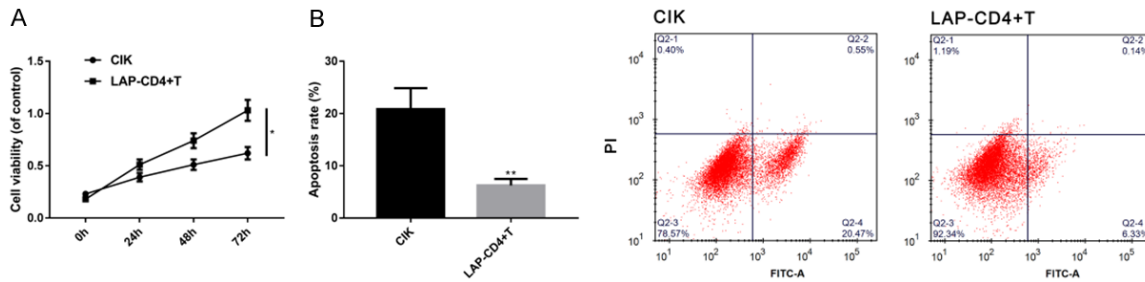 A
CIK
LAP-CD4+T
Cell viability (of control)
1.5
1.0
0.5
0.0
0h
24h
48h
72h
*
B
Apoptosis rate (%)
30
20
10
0
**
CIK
LAP-CD4+T
CIK
Q2-1
0.40%
Q2-2
0.55%
Q2-3
78.57%
Q2-4
20.47%
PI
10⁵
10⁴
10³
10²
10¹
10¹
10²
10³
10⁴
10⁵
FITC-A
LAP-CD4+T
Q2-1
1.19%
Q2-2
0.14%
Q2-3
92.34%
Q2-4
6.33%
10⁵
10⁴
10³
10²
10¹
10¹
10²
10³
10⁴
10⁵
FITC-A